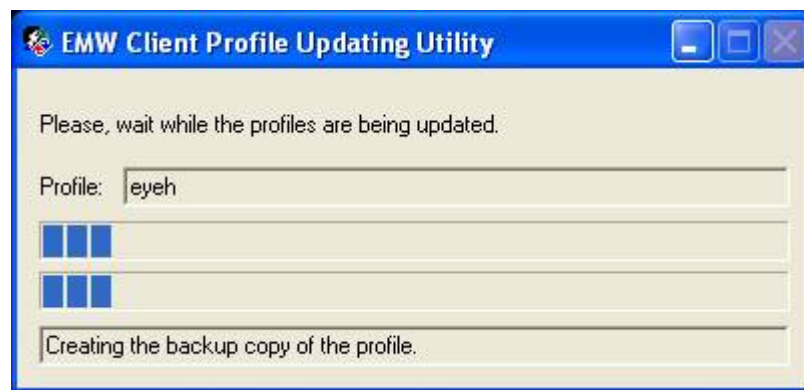 EMW Client Profile Updating Utility
Please, wait while the profiles are being updated.
Profile: eyeh
Creating the backup copy of the profile.